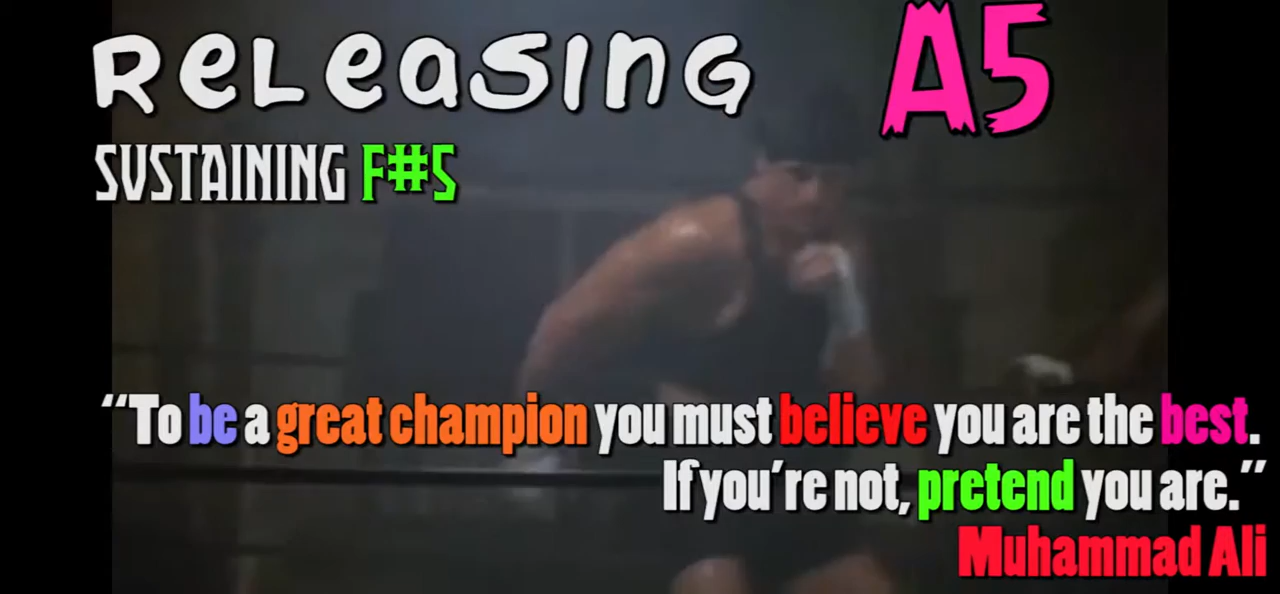 ReLeaSING A5
SUSTAINING F#5
“To be a great champion you must believe you are the best.
If you're not, pretend you are.”
Muhammad Ali